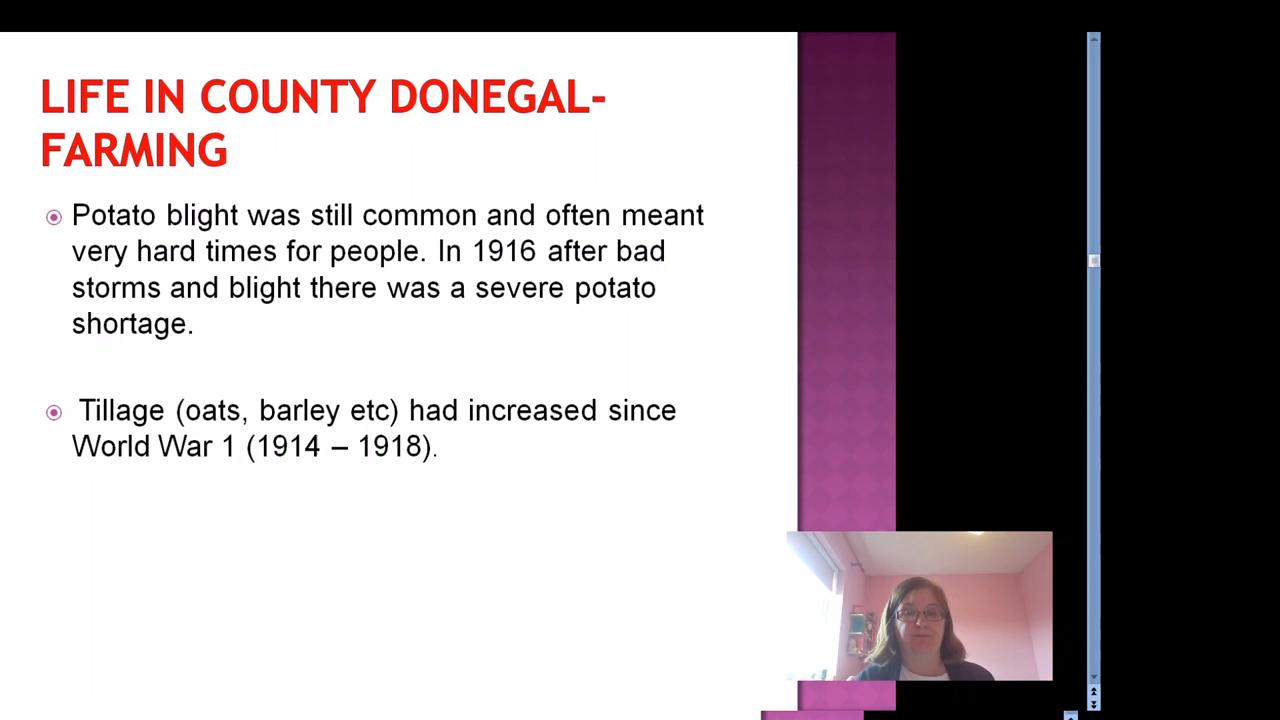 LIFE IN COUNTY DONEGAL-
FARMING
Potato blight was still common and often meant
very hard times for people. In 1916 after bad
storms and blight there was a severe potato
shortage.
Tillage (oats, barley etc) had increased since
World War 1 (1914 – 1918).